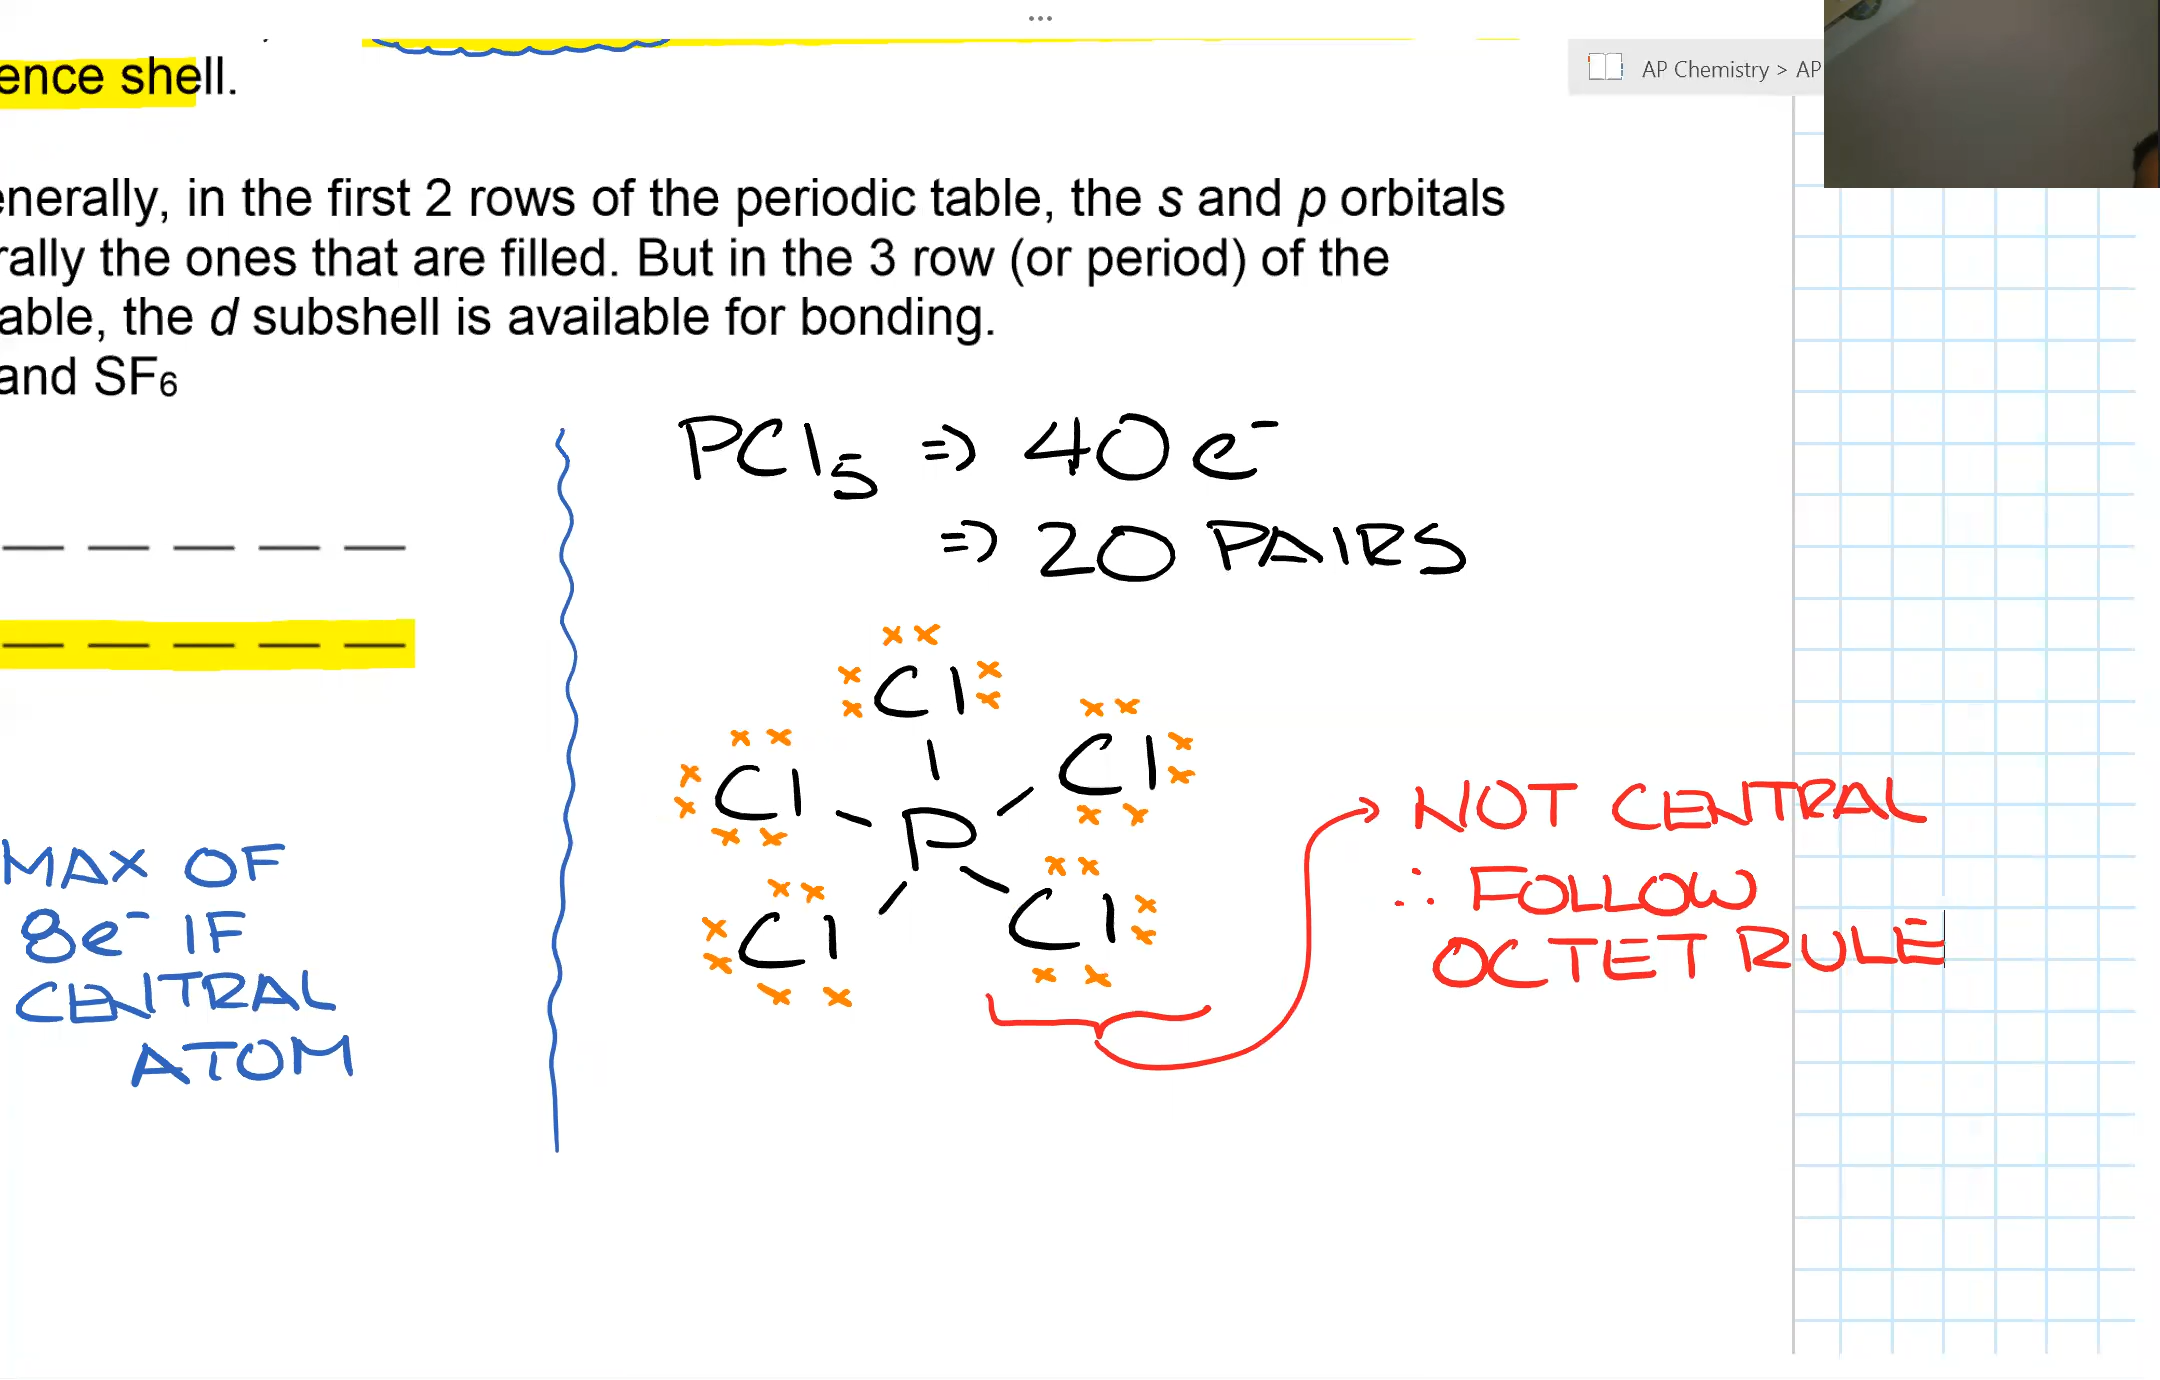 AP Chemistry > AP
ence shell.
enerally, in the first 2 rows of the periodic table, the s and p orbitals
rally the ones that are filled. But in the 3 row (or period) of the
able, the d subshell is available for bonding.
and SF6
PCl5 ⇒ 40 e⁻
⇒ 20 PAIRS
Cl
Cl Cl
P
Cl Cl
MAX OF
8e⁻ IF
CENTRAL
ATOM
NOT CENTRAL
∴ FOLLOW
OCTET RULE